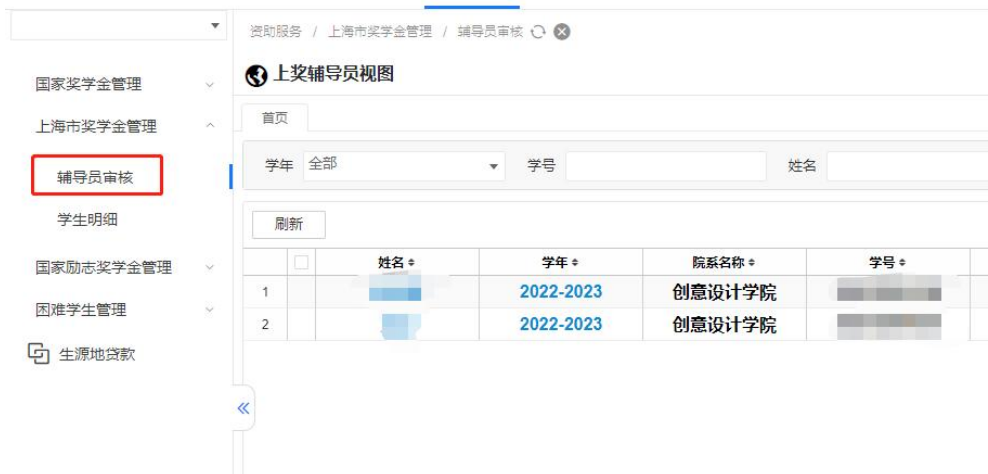 资助服务 / 上海市奖学金管理 / 辅导员审核
国家奖学金管理
上海市奖学金管理
辅导员审核
学生明细
国家励志奖学金管理
困难学生管理
生源地贷款
上奖辅导员视图
首页
学年 全部 学号 姓名
刷新
姓名 学年 院系名称 学号
1 2022-2023 创意设计学院
2 2022-2023 创意设计学院